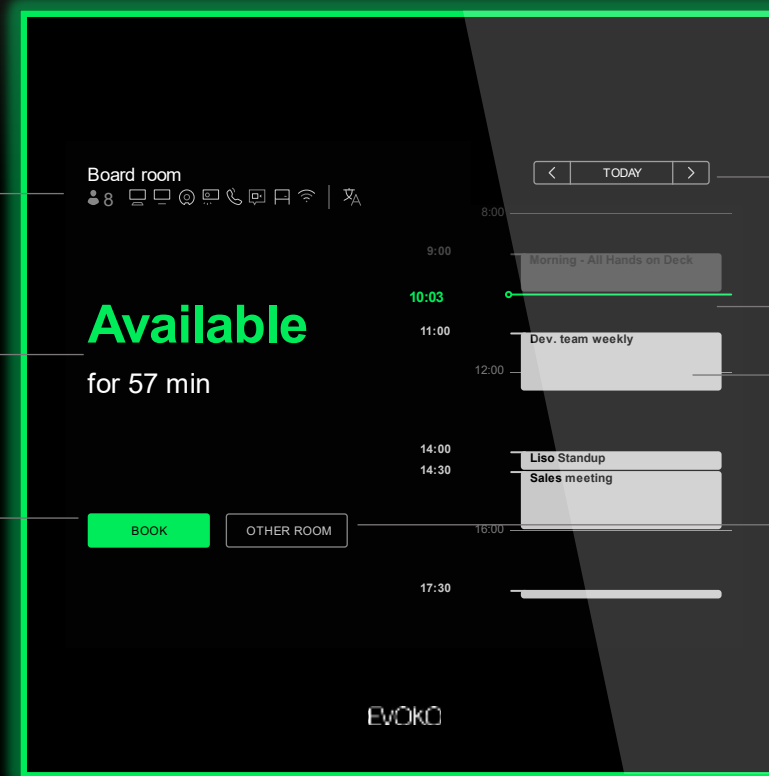 Board room
8
TODAY
8:00
9:00
Morning - All Hands on Deck
10:03
Available
for 57 min
11:00
Dev. team weekly
12:00
14:00
Liso Standup
14:30
Sales meeting
BOOK
OTHER ROOM
16:00
17:30
EVOKO